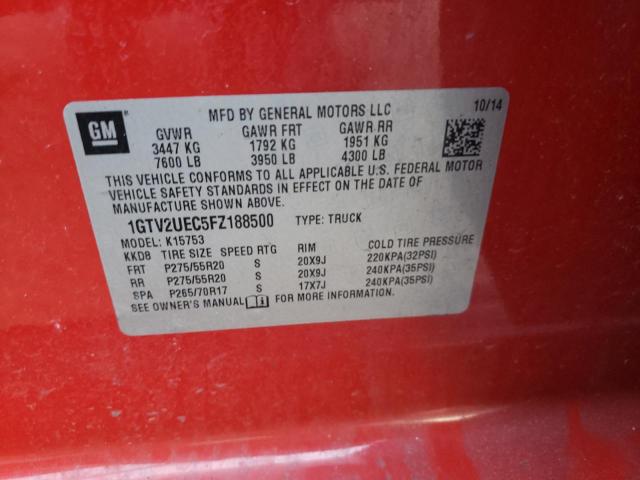 MFD BY GENERAL MOTORS LLC 10/14
GM
GVWR GAWR FRT GAWR RR
3447 KG 1792 KG 1951 KG
7600 LB 3950 LB 4300 LB
THIS VEHICLE CONFORMS TO ALL APPLICABLE U.S. FEDERAL MOTOR
VEHICLE SAFETY STANDARDS IN EFFECT ON THE DATE OF
MANUFACTURE SHOWN ABOVE.
1GTV2UEC5FZ188500 TYPE: TRUCK
MODEL: K15753
KKDB TIRE SIZE SPEED RTG RIM COLD TIRE PRESSURE
FRT P275/55R20 S 20X9J 220KPA(32PSI)
RR P275/55R20 S 20X9J 240KPA(35PSI)
SPA P265/70R17 S 17X7J 240KPA(35PSI)
SEE OWNER'S MANUAL FOR MORE INFORMATION.